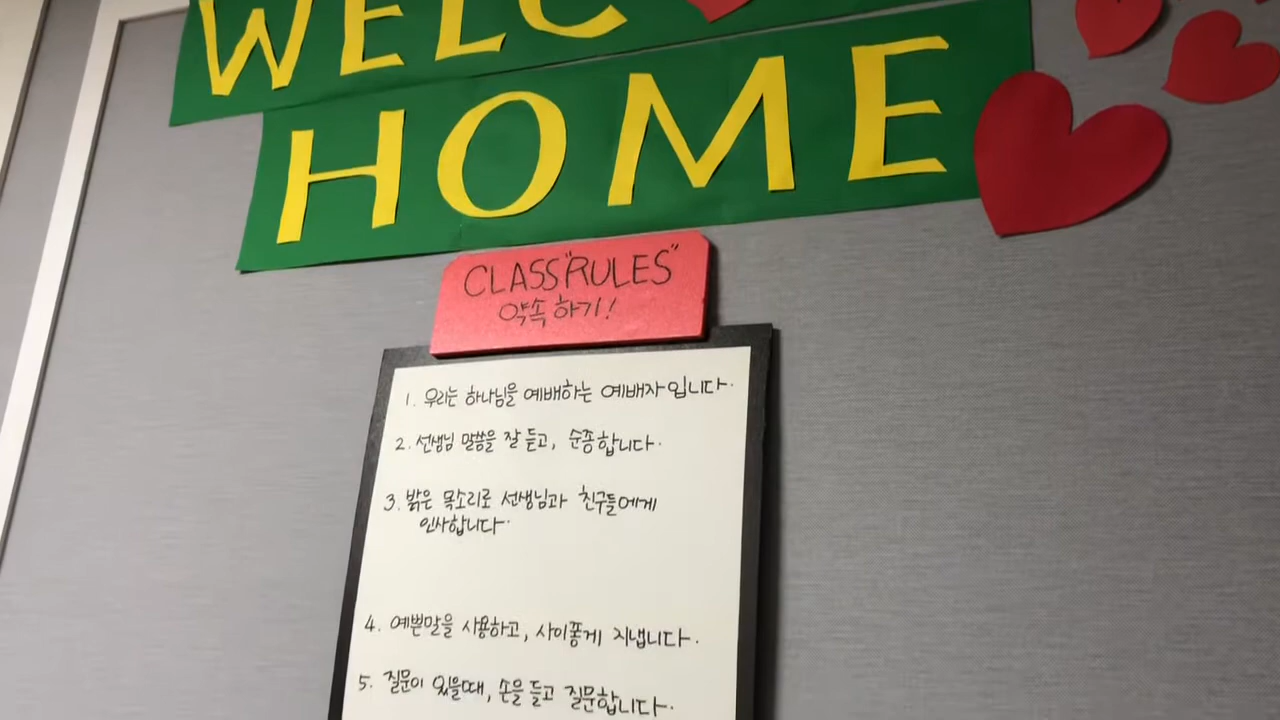 WELC
HOME
CLASS "RULES"
약속하기!
1. 우리는 하나님을 예배하는 예배자입니다.
2. 선생님 말씀을 잘 듣고, 순종합니다.
3. 밝은 목소리로 선생님과 친구들에게
인사합니다.
4. 예쁜말을 사용하고, 사이좋게 지냅니다.
5. 질문이 있을때, 손을 들고 질문합니다.